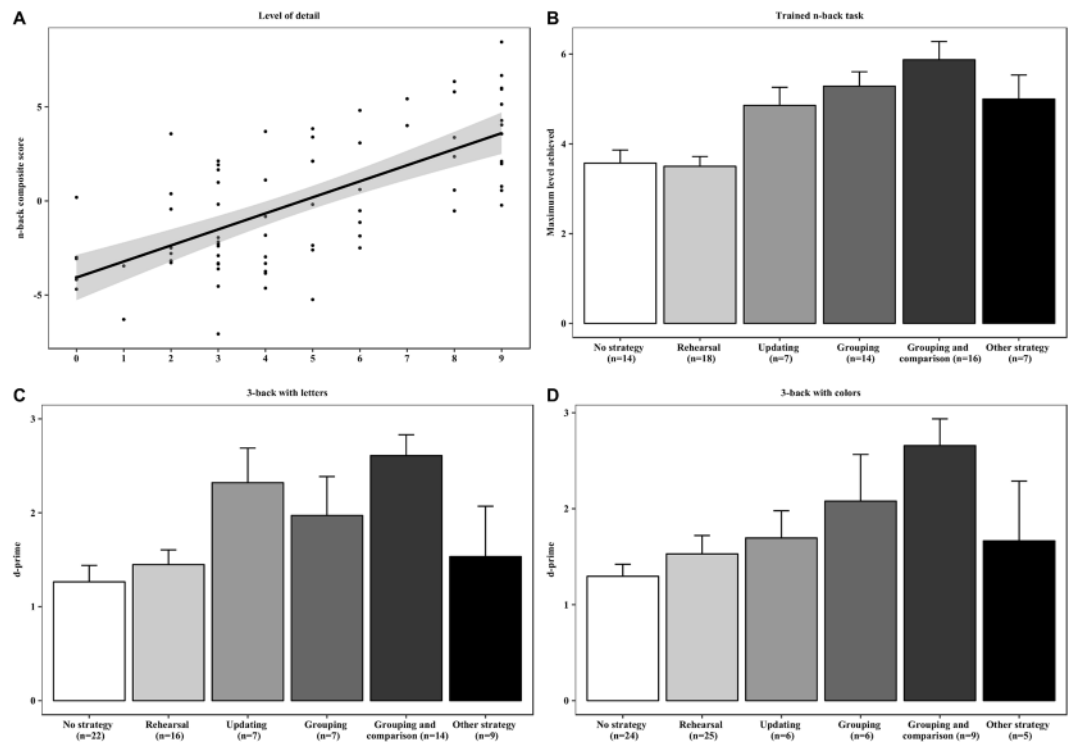 A
Level of detail
n-back composite score
5
0
-5
0 1 2 3 4 5 6 7 8 9
B
Trained n-back task
Maximum level achieved
6
4
2
0
No strategy Rehearsal Updating Grouping Grouping and Other strategy
(n=14) (n=18) (n=7) (n=14) comparison (n=16) (n=7)
C
3-back with letters
d-prime
3
2
1
0
No strategy Rehearsal Updating Grouping Grouping and Other strategy
(n=22) (n=16) (n=7) (n=7) comparison (n=14) (n=9)
D
3-back with colors
d-prime
3
2
1
0
No strategy Rehearsal Updating Grouping Grouping and Other strategy
(n=24) (n=25) (n=6) (n=6) comparison (n=9) (n=5)